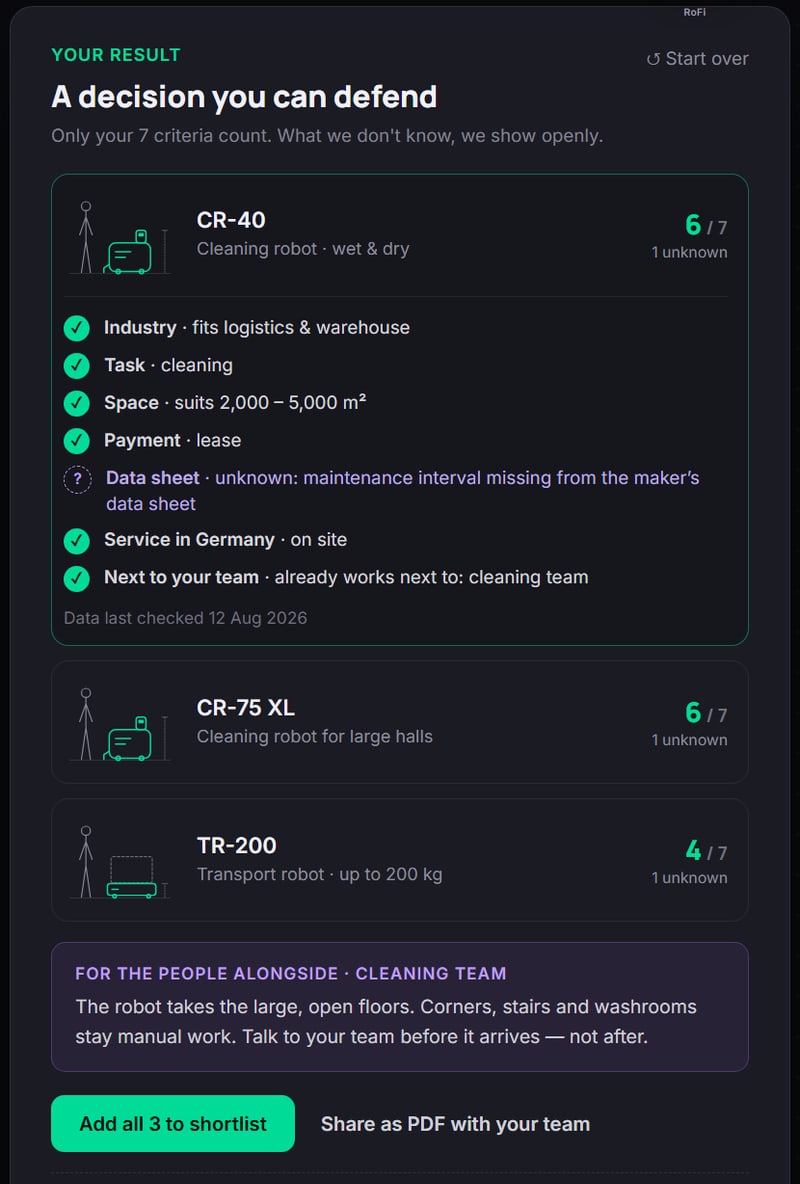 RoFi
YOUR RESULT
↺ Start over
A decision you can defend
Only your 7 criteria count. What we don't know, we show openly.
CR-40
Cleaning robot · wet & dry
6 / 7
1 unknown
Industry · fits logistics & warehouse
Task · cleaning
Space · suits 2,000 – 5,000 m²
Payment · lease
? Data sheet · unknown: maintenance interval missing from the maker’s
data sheet
Service in Germany · on site
Next to your team · already works next to: cleaning team
Data last checked 12 Aug 2026
CR-75 XL
Cleaning robot for large halls
6 / 7
1 unknown
TR-200
Transport robot · up to 200 kg
4 / 7
1 unknown
FOR THE PEOPLE ALONGSIDE · CLEANING TEAM
The robot takes the large, open floors. Corners, stairs and washrooms
stay manual work. Talk to your team before it arrives — not after.
Add all 3 to shortlist
Share as PDF with your team